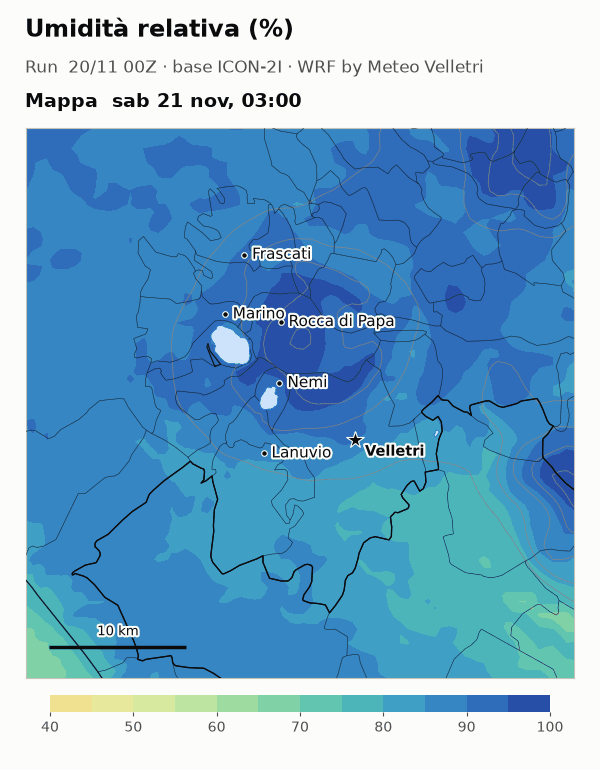 Umidità relativa (%)
Run  20/11 00Z · base ICON-2I · WRF by Meteo Velletri
Mappa  sab 21 nov, 03:00
Frascati
Marino
Rocca di Papa
Nemi
Velletri
Lanuvio
10 km
40 50 60 70 80 90 100